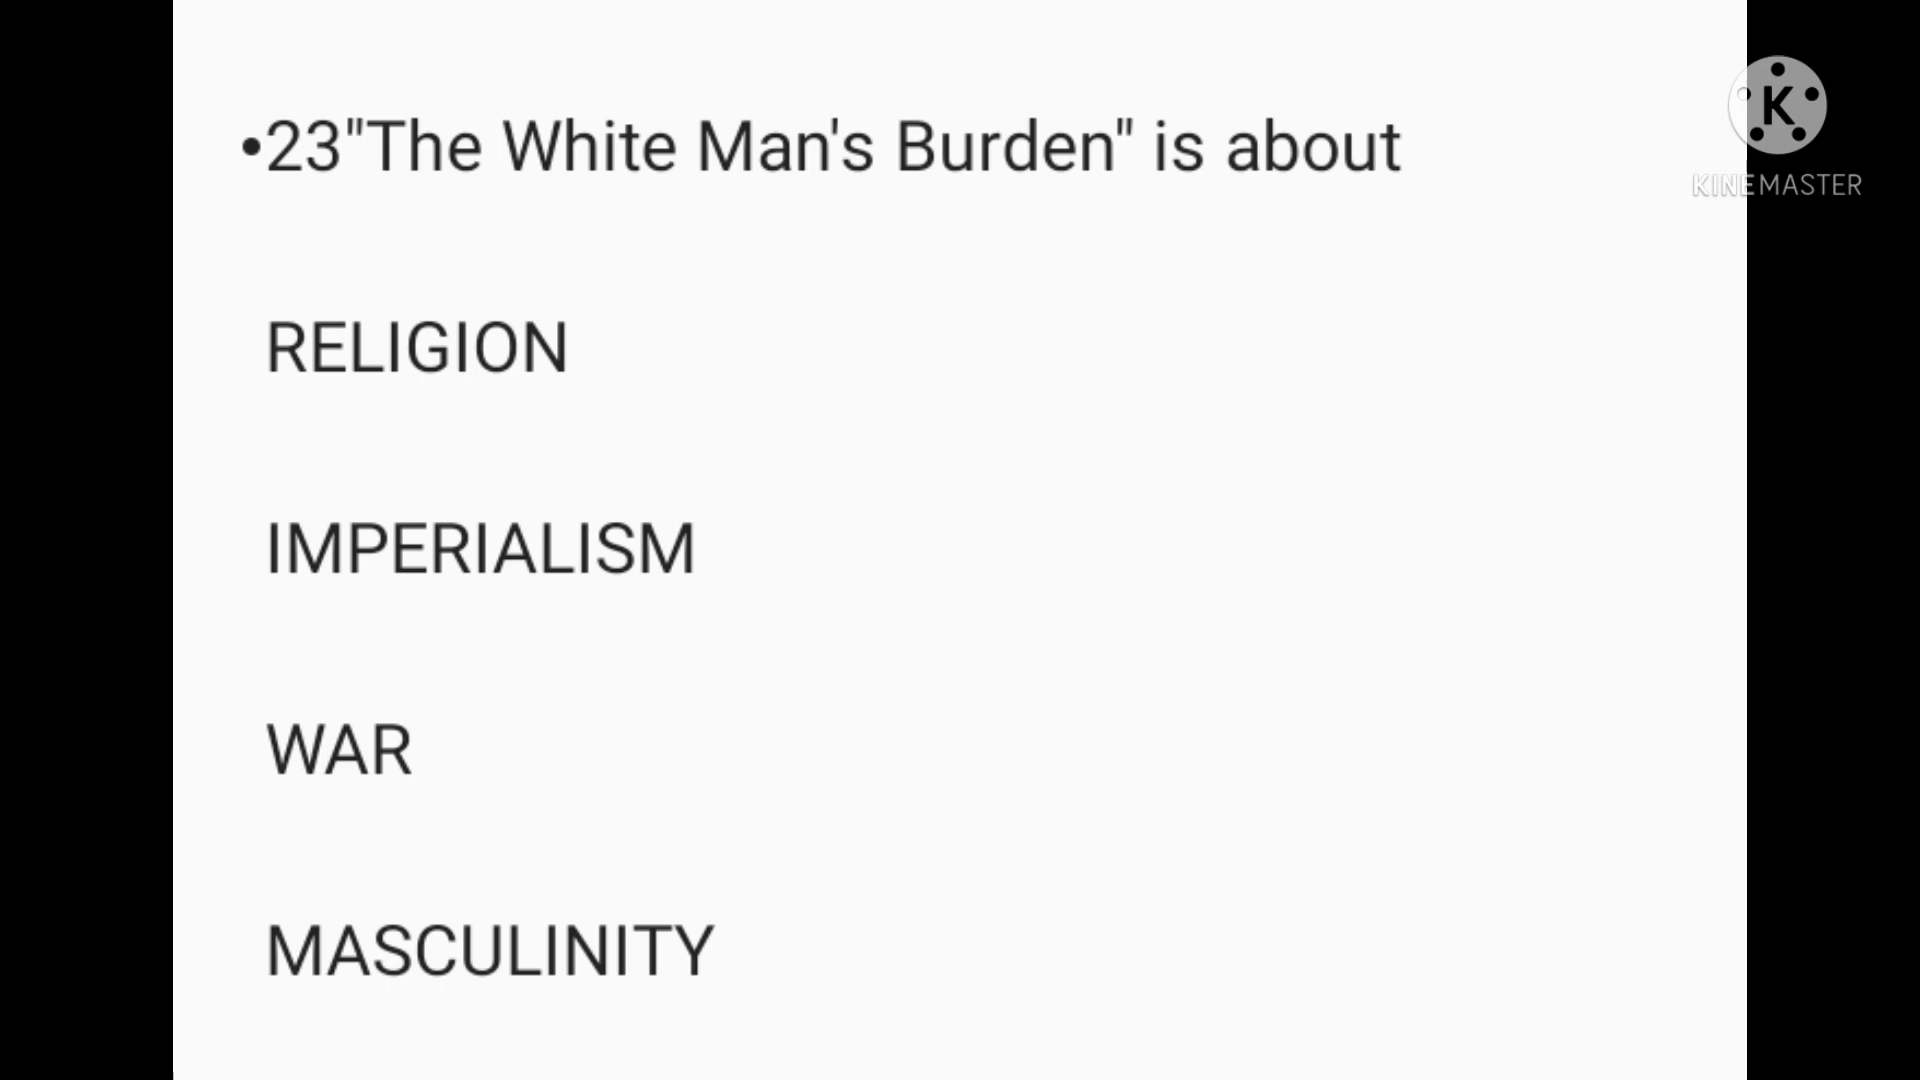 •23"The White Man's Burden" is about
K
KINEMASTER
RELIGION
IMPERIALISM
WAR
MASCULINITY